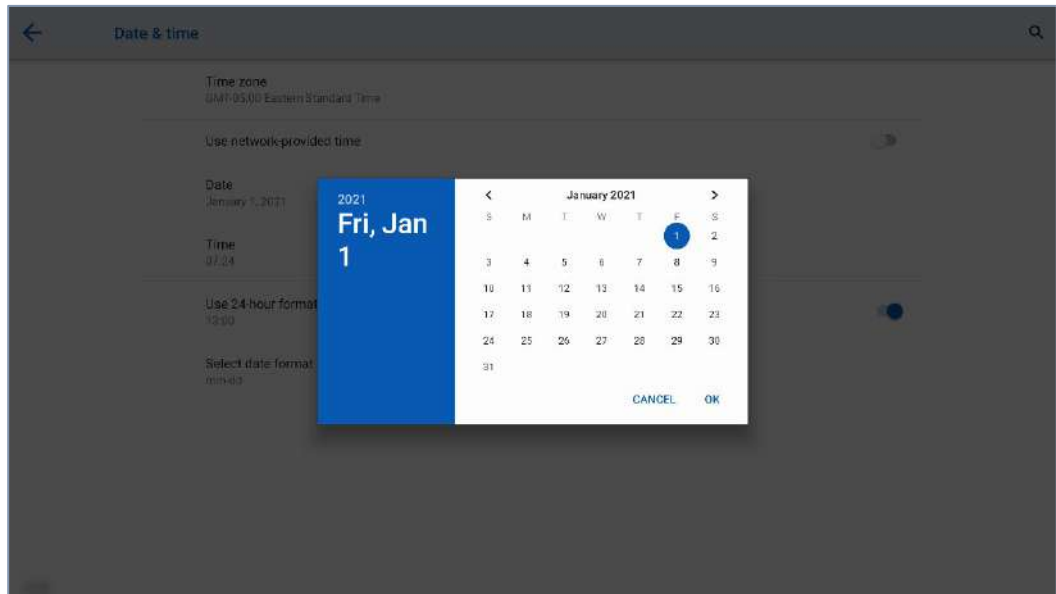 Date & time
Time zone
GMT-05:00 Eastern Standard Time
Use network-provided time
Date
January 1, 2021
Time
07:24
Use 24-hour format
13:00
Select date format
2021
Fri, Jan
1
January 2021
S M T W T F S
1 2
3 4 5 6 7 8 9
10 11 12 13 14 15 16
17 18 19 20 21 22 23
24 25 26 27 28 29 30
31
CANCEL OK